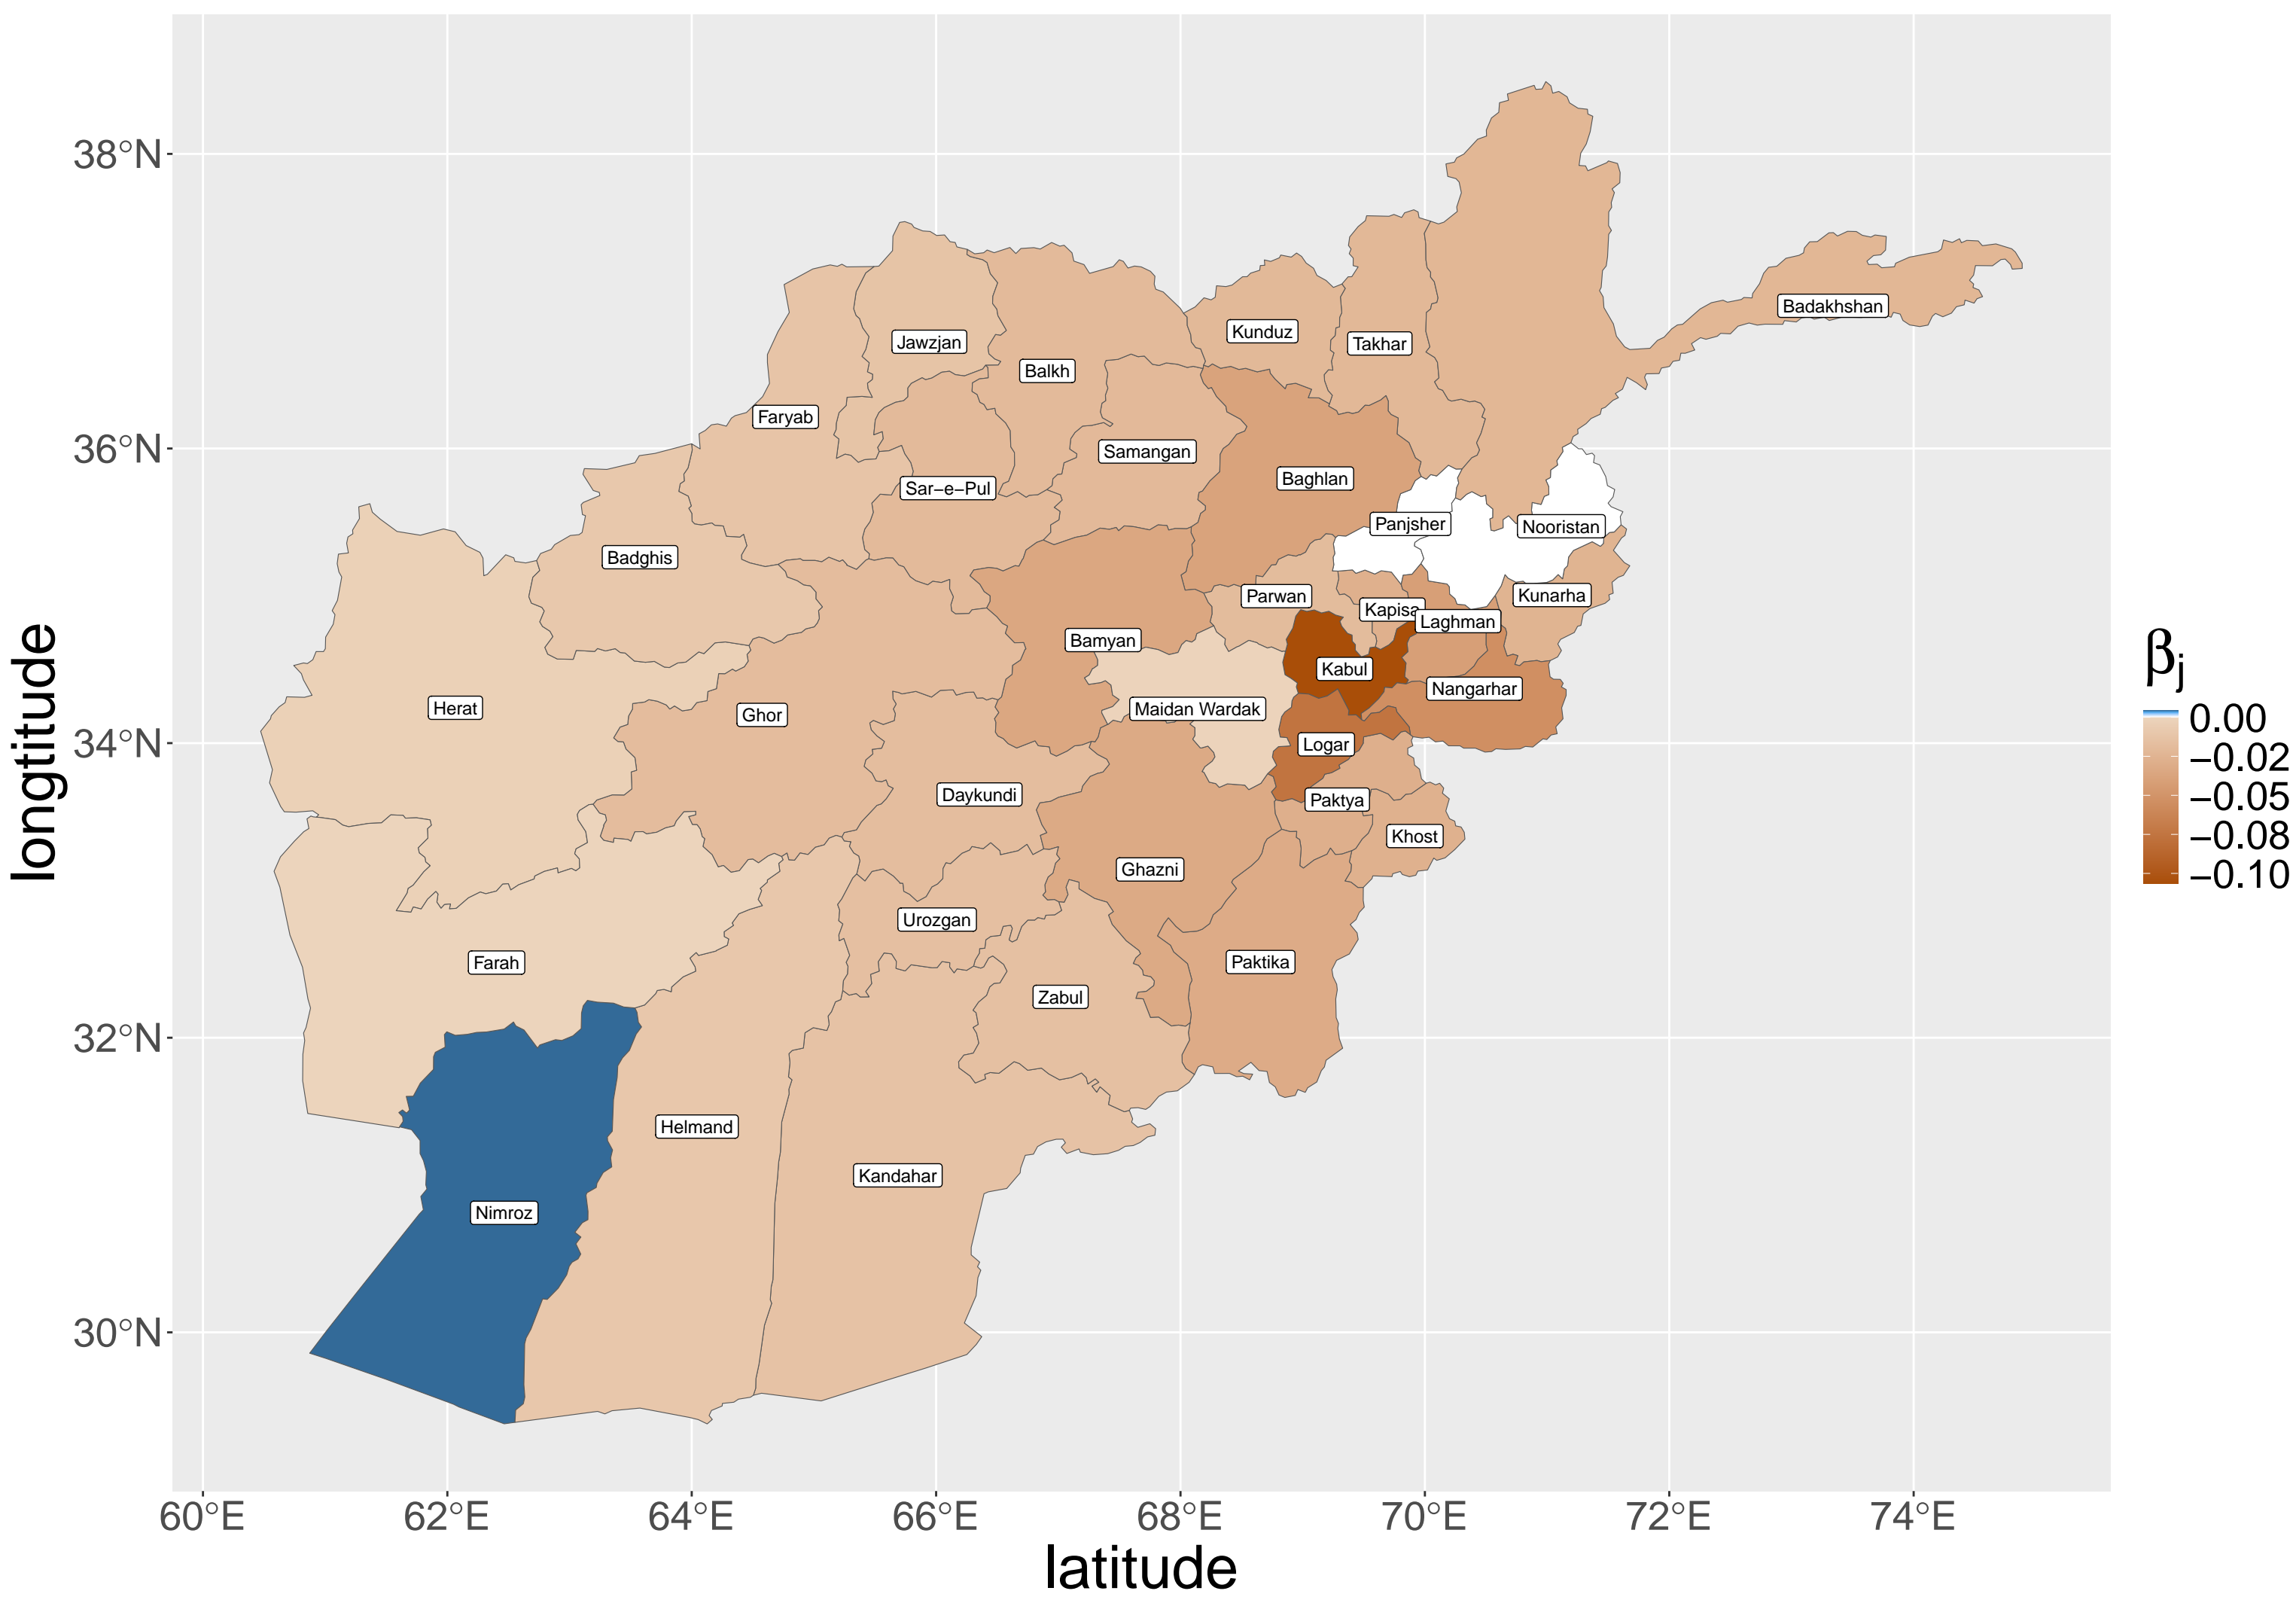 38°N
36°N
34°N
32°N
30°N
longtitude
60°E 62°E 64°E 66°E 68°E 70°E 72°E 74°E
latitude
Badakhshan
Kunduz
Takhar
Jawzjan
Balkh
Faryab
Samangan
Sar−e−Pul
Baghlan
Panjsher
Nooristan
Badghis
Parwan
Kapisa
Kunarha
Laghman
Bamyan
Kabul
Nangarhar
Herat
Ghor
Maidan Wardak
Logar
Daykundi
Paktya
Khost
Ghazni
Urozgan
Farah
Zabul
Paktika
Helmand
Kandahar
Nimroz
βj
0.00
−0.02
−0.05
−0.08
−0.10